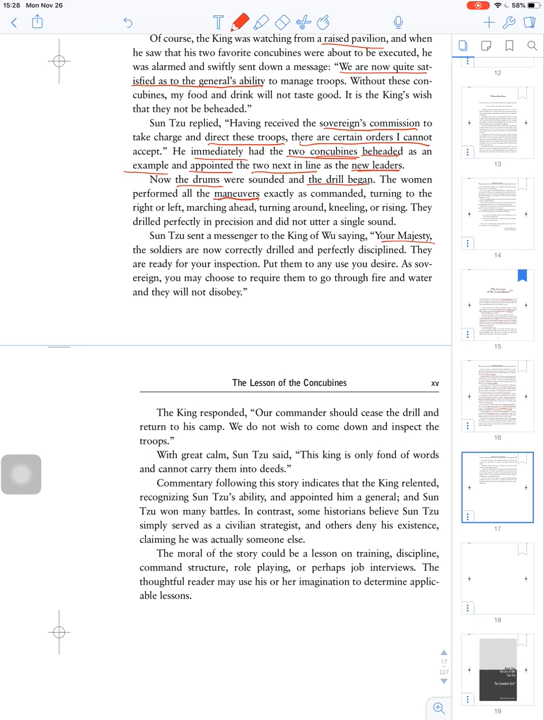 15:28 Mon Nov 26
58%
Of course, the King was watching from a raised pavilion, and when
he saw that his two favorite concubines were about to be executed, he
was alarmed and swiftly sent down a message: “We are now quite sat-
isfied as to the general’s ability to manage troops. Without these con-
cubines, my food and drink will not taste good. It is the King’s wish
that they not be beheaded.”
Sun Tzu replied, “Having received the sovereign’s commission to
take charge and direct these troops, there are certain orders I cannot
accept.” He immediately had the two concubines beheaded as an
example and appointed the two next in line as the new leaders.
Now the drums were sounded and the drill began. The women
performed all the maneuvers exactly as commanded, turning to the
right or left, marching ahead, turning around, kneeling, or rising. They
drilled perfectly in precision and did not utter a single sound.
Sun Tzu sent a messenger to the King of Wu saying, “Your Majesty,
the soldiers are now correctly drilled and perfectly disciplined. They
are ready for your inspection. Put them to any use you desire. As sov-
ereign, you may choose to require them to go through fire and water
and they will not disobey.”
The Lesson of the Concubines xv
The King responded, “Our commander should cease the drill and
return to his camp. We do not wish to come down and inspect the
troops.”
With great calm, Sun Tzu said, “This king is only fond of words
and cannot carry them into deeds.”
Commentary following this story indicates that the King relented,
recognizing Sun Tzu’s ability, and appointed him a general; and Sun
Tzu won many battles. In contrast, some historians believe Sun Tzu
simply served as a civilian strategist, and others deny his existence,
claiming he was actually someone else.
The moral of the story could be a lesson on training, discipline,
command structure, role playing, or perhaps job interviews. The
thoughtful reader may use his or her imagination to determine applic-
able lessons.
17
227
12
13
14
15
16
17
18
19